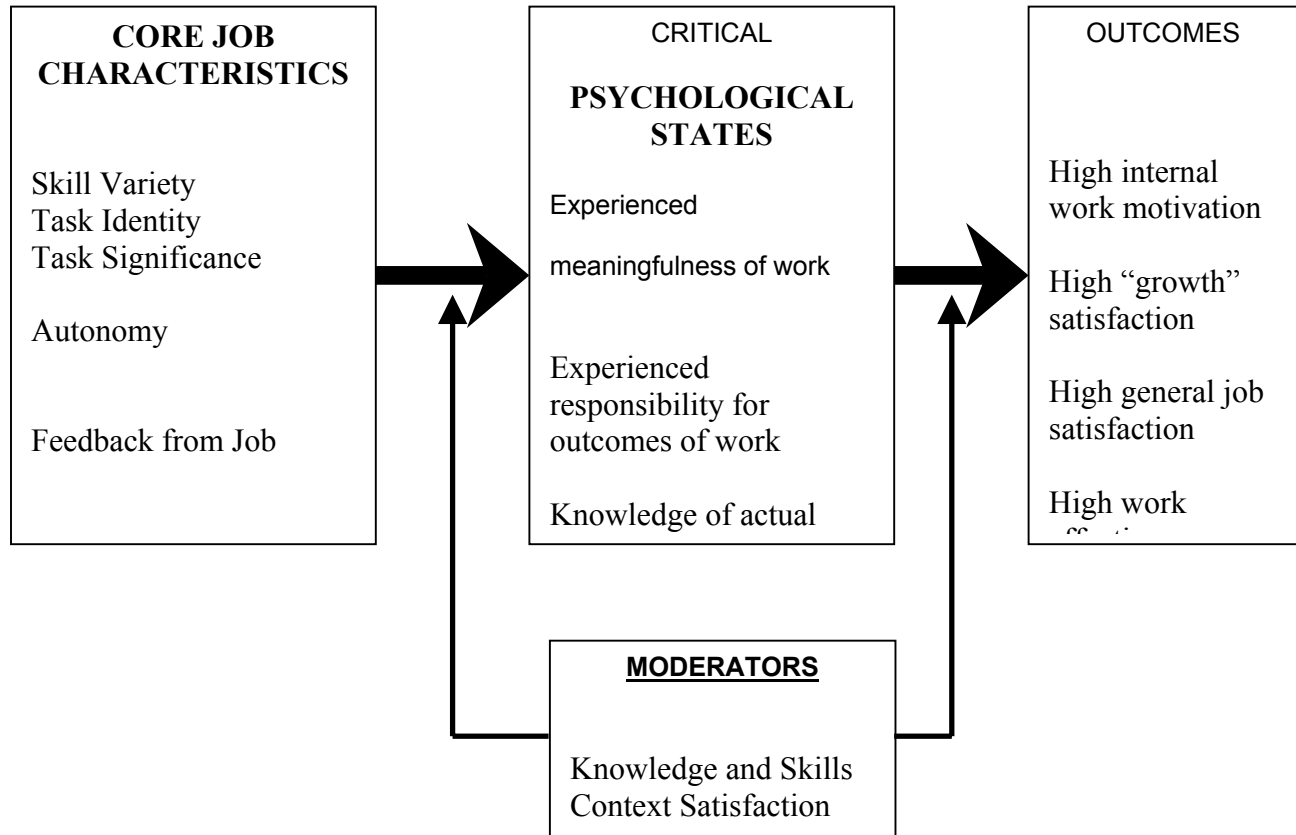 CORE JOB
CHARACTERISTICS
Skill Variety
Task Identity
Task Significance
Autonomy
Feedback from Job
CRITICAL
PSYCHOLOGICAL
STATES
Experienced
meaningfulness of work
Experienced
responsibility for
outcomes of work
Knowledge of actual
OUTCOMES
High internal
work motivation
High “growth”
satisfaction
High general job
satisfaction
High work
MODERATORS
Knowledge and Skills
Context Satisfaction